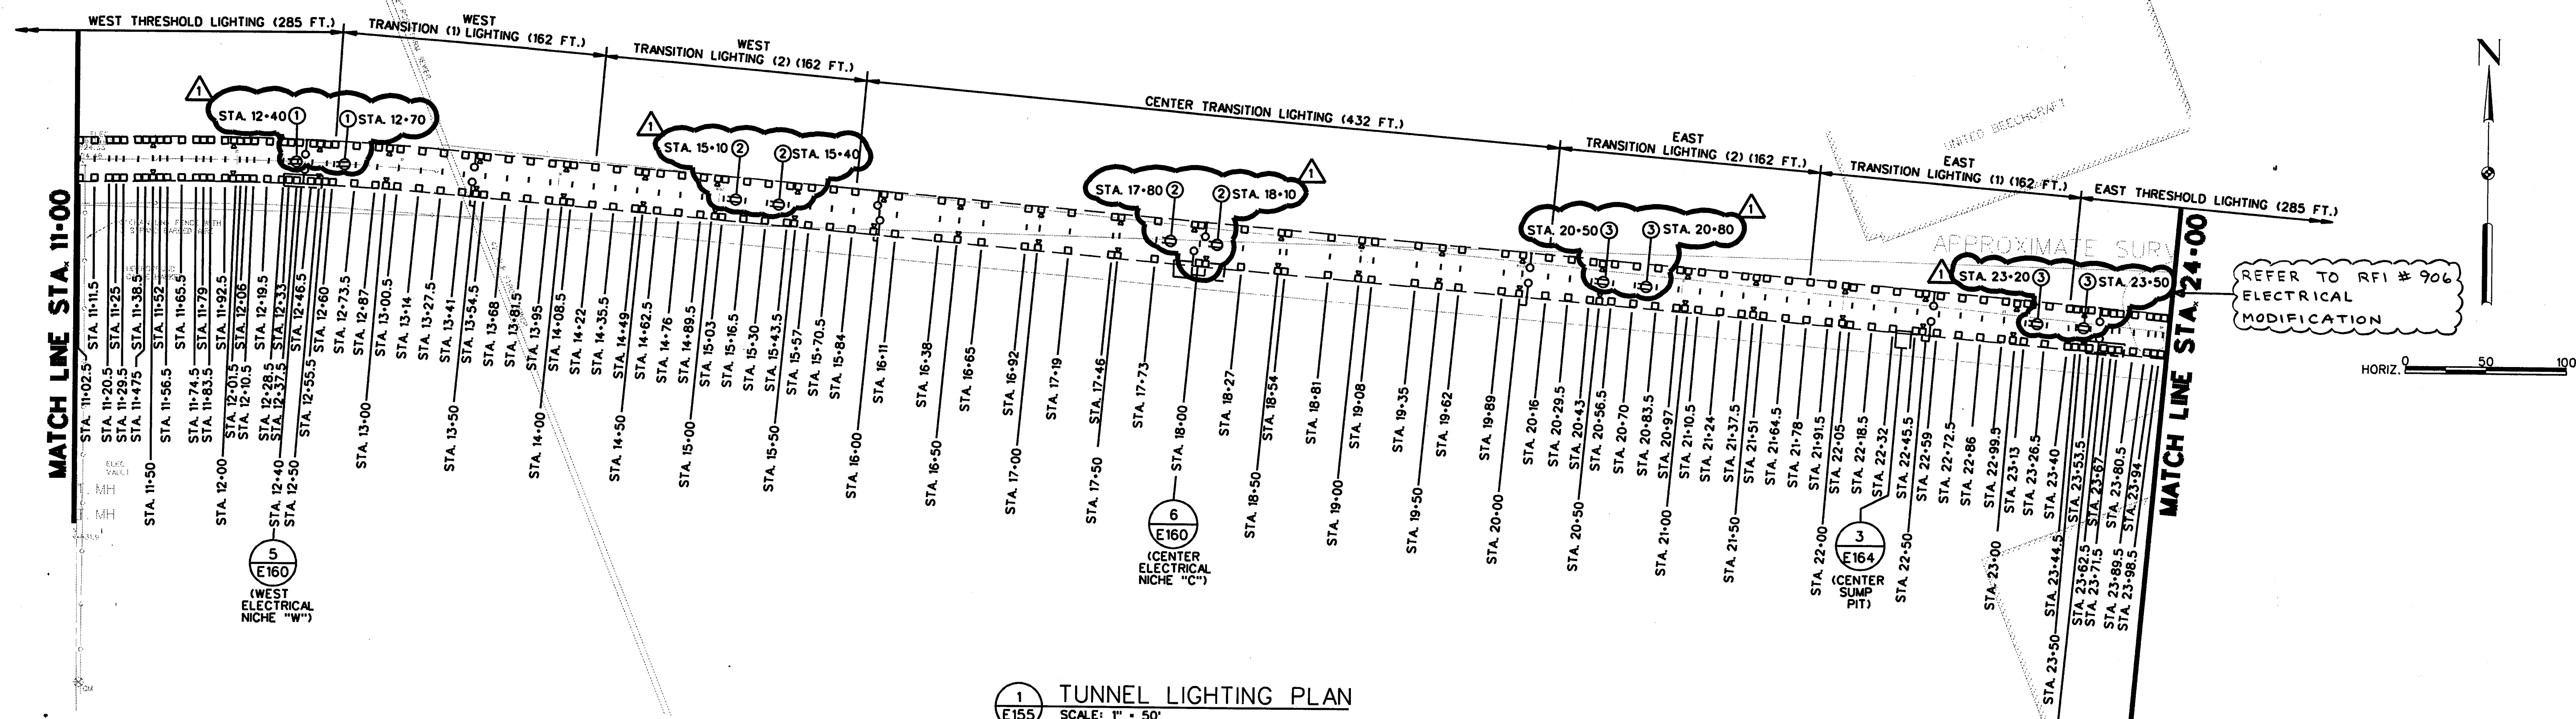 WEST THRESHOLD LIGHTING (285 FT.)
WEST
TRANSITION (1) LIGHTING (162 FT.)
WEST
TRANSITION LIGHTING (2) (162 FT.)
CENTER TRANSITION LIGHTING (432 FT.)
EAST
TRANSITION LIGHTING (2) (162 FT.)
EAST
TRANSITION LIGHTING (1) (162 FT.)
EAST THRESHOLD LIGHTING (285 FT.)
N
UNITED BEECHCRAFT
APPROXIMATE SURV
1
STA. 12+40 1
1 STA. 12+70
1
STA. 15+10 2
2 STA. 15+40
1
STA. 17+80 2
2 STA. 18+10
1
STA. 20+50 3
3 STA. 20+80
1
STA. 23+20 3
3 STA. 23+50
REFER TO RFI # 906
ELECTRICAL
MODIFICATION
HORIZ. 0 50 100
MATCH LINE STA. 11+00
MATCH LINE STA. 24+00
STA. 11+02.5
STA. 11+11.5
STA. 11+20.5
STA. 11+25
STA. 11+29.5
STA. 11+38.5
STA. 11+475
STA. 11+50
STA. 11+52
STA. 11+56.5
STA. 11+65.5
STA. 11+74.5
STA. 11+79
STA. 11+83.5
STA. 11+92.5
STA. 12+00
STA. 12+01.5
STA. 12+06
STA. 12+10.5
STA. 12+19.5
STA. 12+28.5
STA. 12+33
STA. 12+37.5
STA. 12+40
STA. 12+46.5
STA. 12+50
STA. 12+55.5
STA. 12+60
STA. 12+73.5
STA. 12+87
STA. 13+00
STA. 13+00.5
STA. 13+14
STA. 13+27.5
STA. 13+41
STA. 13+50
STA. 13+54.5
STA. 13+68
STA. 13+81.5
STA. 13+95
STA. 14+00
STA. 14+08.5
STA. 14+22
STA. 14+35.5
STA. 14+49
STA. 14+50
STA. 14+62.5
STA. 14+76
STA. 14+89.5
STA. 15+00
STA. 15+03
STA. 15+16.5
STA. 15+30
STA. 15+43.5
STA. 15+50
STA. 15+57
STA. 15+70.5
STA. 15+84
STA. 16+00
STA. 16+11
STA. 16+38
STA. 16+50
STA. 16+65
STA. 16+92
STA. 17+00
STA. 17+19
STA. 17+46
STA. 17+50
STA. 17+73
STA. 18+00
STA. 18+27
STA. 18+50
STA. 18+54
STA. 18+81
STA. 19+00
STA. 19+08
STA. 19+35
STA. 19+50
STA. 19+62
STA. 19+89
STA. 20+00
STA. 20+16
STA. 20+29.5
STA. 20+43
STA. 20+50
STA. 20+56.5
STA. 20+70
STA. 20+83.5
STA. 20+97
STA. 21+00
STA. 21+10.5
STA. 21+24
STA. 21+37.5
STA. 21+50
STA. 21+51
STA. 21+64.5
STA. 21+78
STA. 21+91.5
STA. 22+00
STA. 22+05
STA. 22+18.5
STA. 22+32
STA. 22+45.5
STA. 22+50
STA. 22+59
STA. 22+72.5
STA. 22+86
STA. 22+99.5
STA. 23+00
STA. 23+13
STA. 23+26.5
STA. 23+40
STA. 23+44.5
STA. 23+50
STA. 23+53.5
STA. 23+62.5
STA. 23+67
STA. 23+71.5
STA. 23+80.5
STA. 23+89.5
STA. 23+94
STA. 23+98.5
ELEC
VAULT
T. MH
T. MH
GM
5
E160
(WEST
ELECTRICAL
NICHE "W")
6
E160
(CENTER
ELECTRICAL
NICHE "C")
3
E164
(CENTER
SUMP
PIT)
1
E155
TUNNEL LIGHTING PLAN
SCALE: 1" = 50'